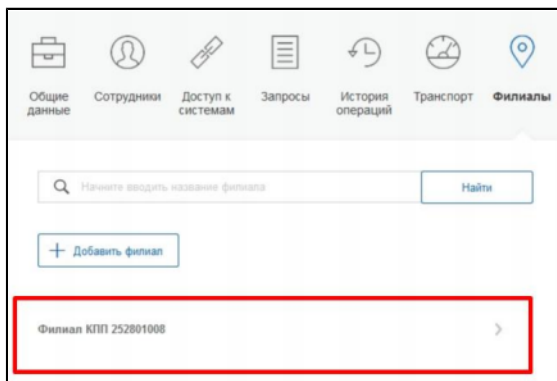 Общие данные
Сотрудники
Доступ к системам
Запросы
История операций
Транспорт
Филиалы
Начните вводить название филиала
Найти
Добавить филиал
Филиал КПП 252801008